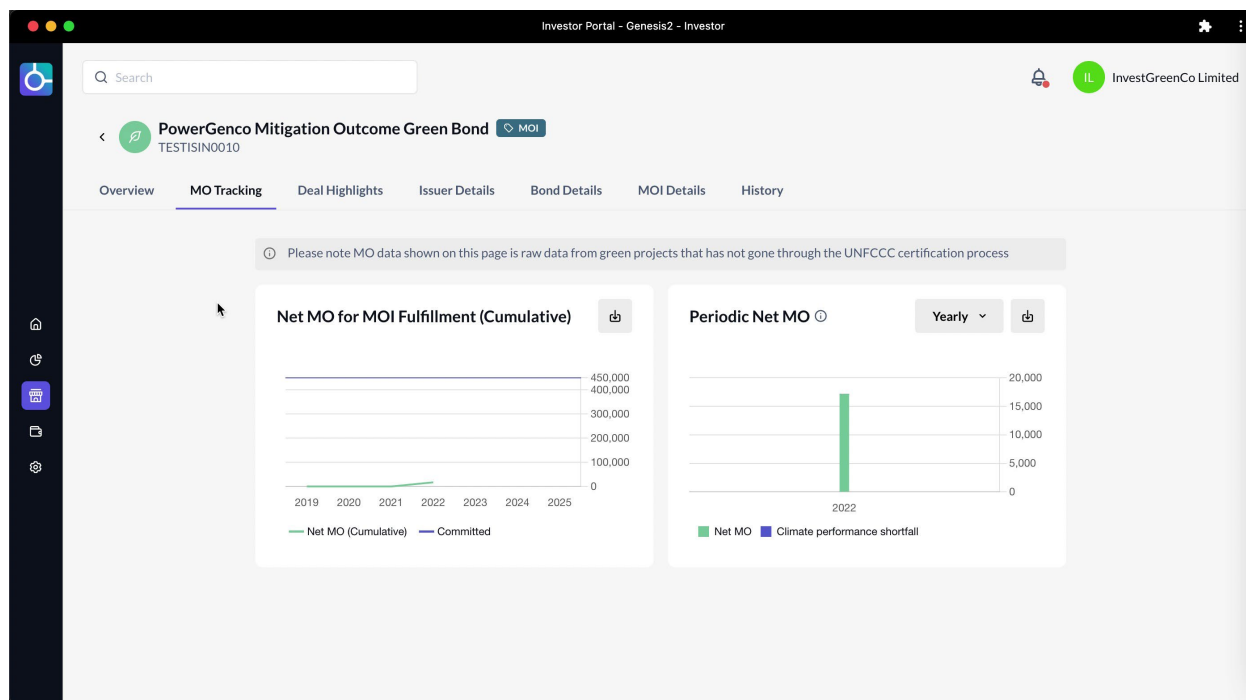 Investor Portal - Genesis2 - Investor
Search
IL InvestGreenCo Limited
PowerGenco Mitigation Outcome Green Bond MOI
TESTISIN0010
Overview MO Tracking Deal Highlights Issuer Details Bond Details MOI Details History
Please note MO data shown on this page is raw data from green projects that has not gone through the UNFCCC certification process
Net MO for MOI Fulfillment (Cumulative)
450,000
400,000
300,000
200,000
100,000
0
2019 2020 2021 2022 2023 2024 2025
Net MO (Cumulative) Committed
Periodic Net MO Yearly
20,000
15,000
10,000
5,000
0
2022
Net MO Climate performance shortfall